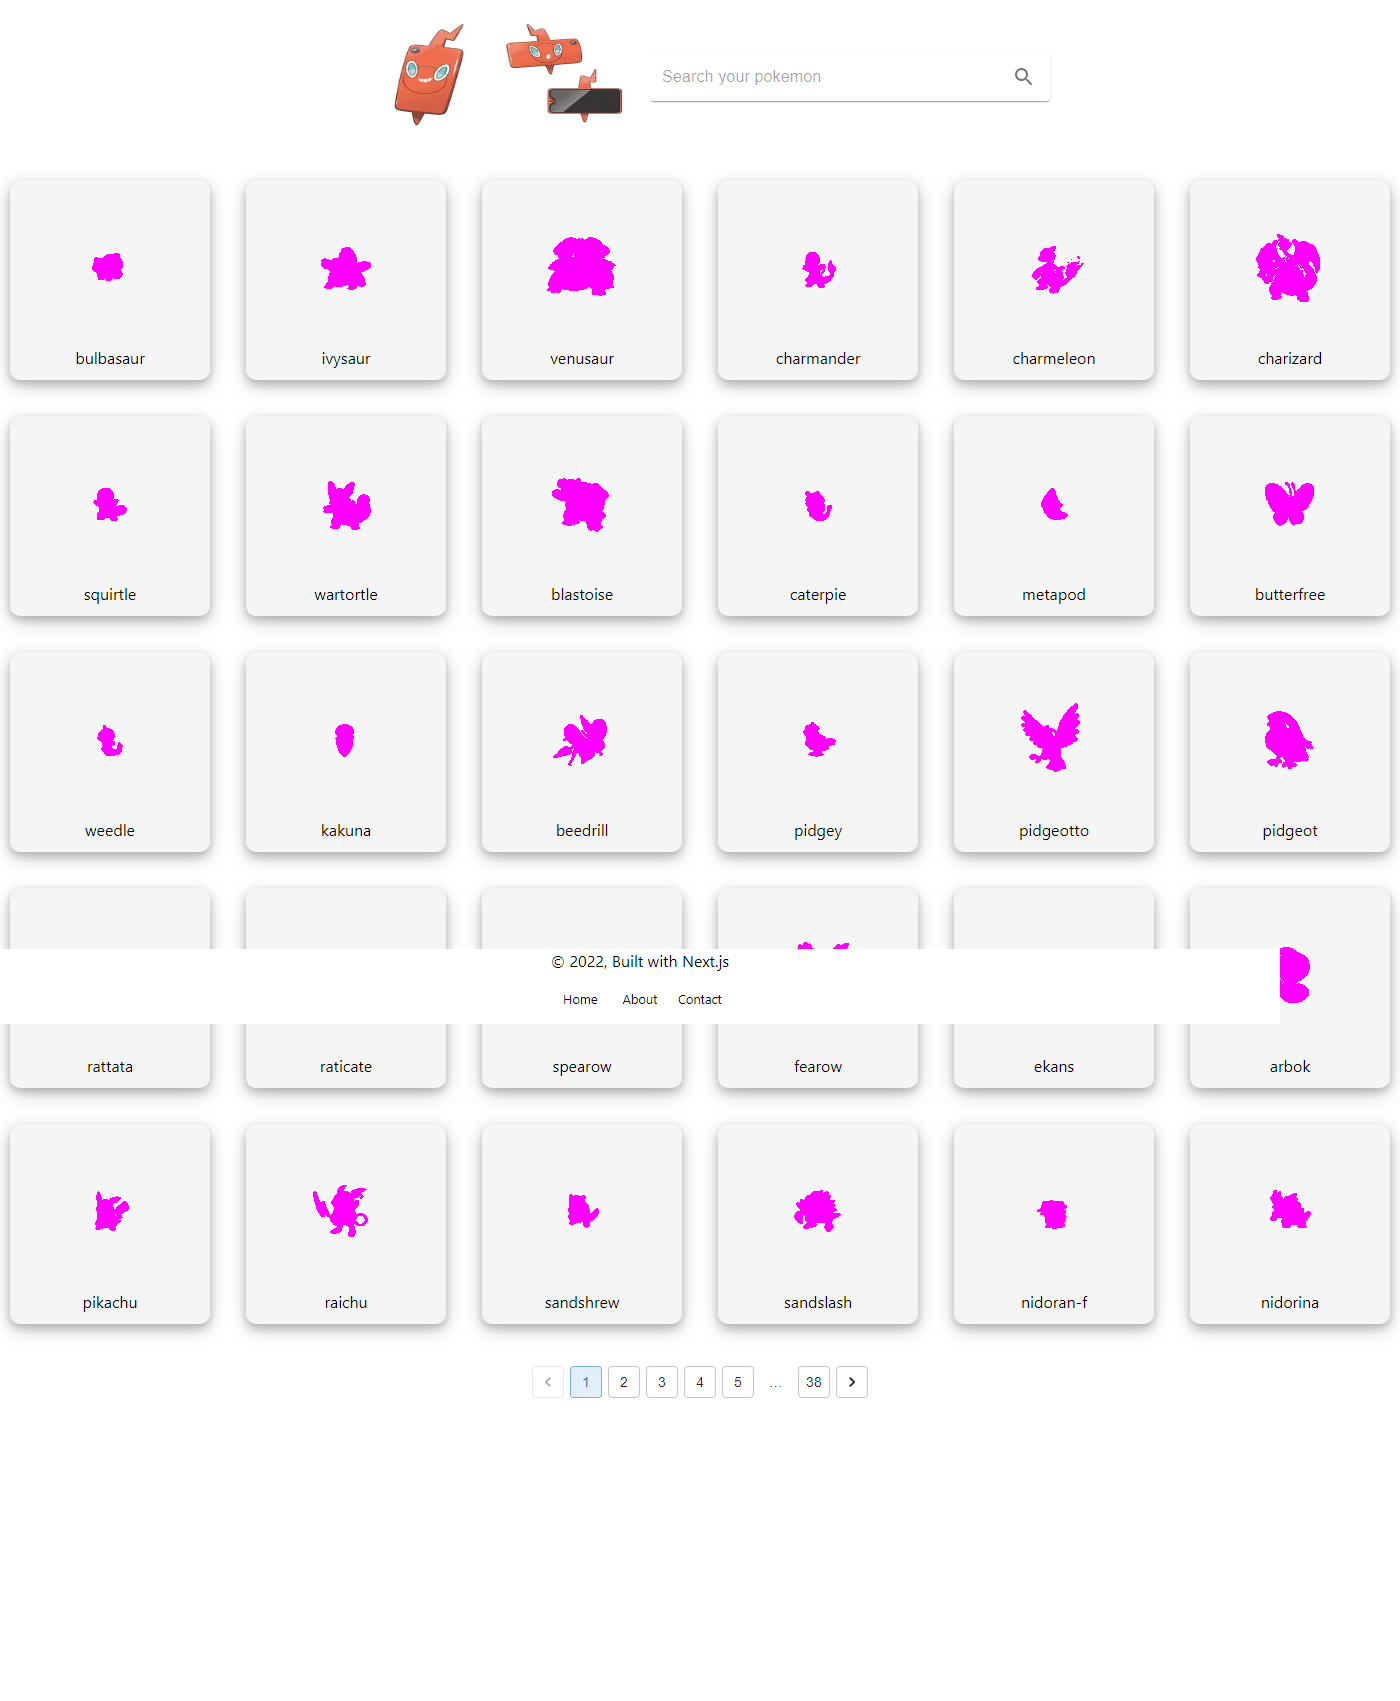 Search your pokemon
bulbasaur
ivysaur
venusaur
charmander
charmeleon
charizard
squirtle
wartortle
blastoise
caterpie
metapod
butterfree
weedle
kakuna
beedrill
pidgey
pidgeotto
pidgeot
© 2022, Built with Next.js
Home About Contact
rattata
raticate
spearow
fearow
ekans
arbok
pikachu
raichu
sandshrew
sandslash
nidoran-f
nidorina
1 2 3 4 5 ... 38